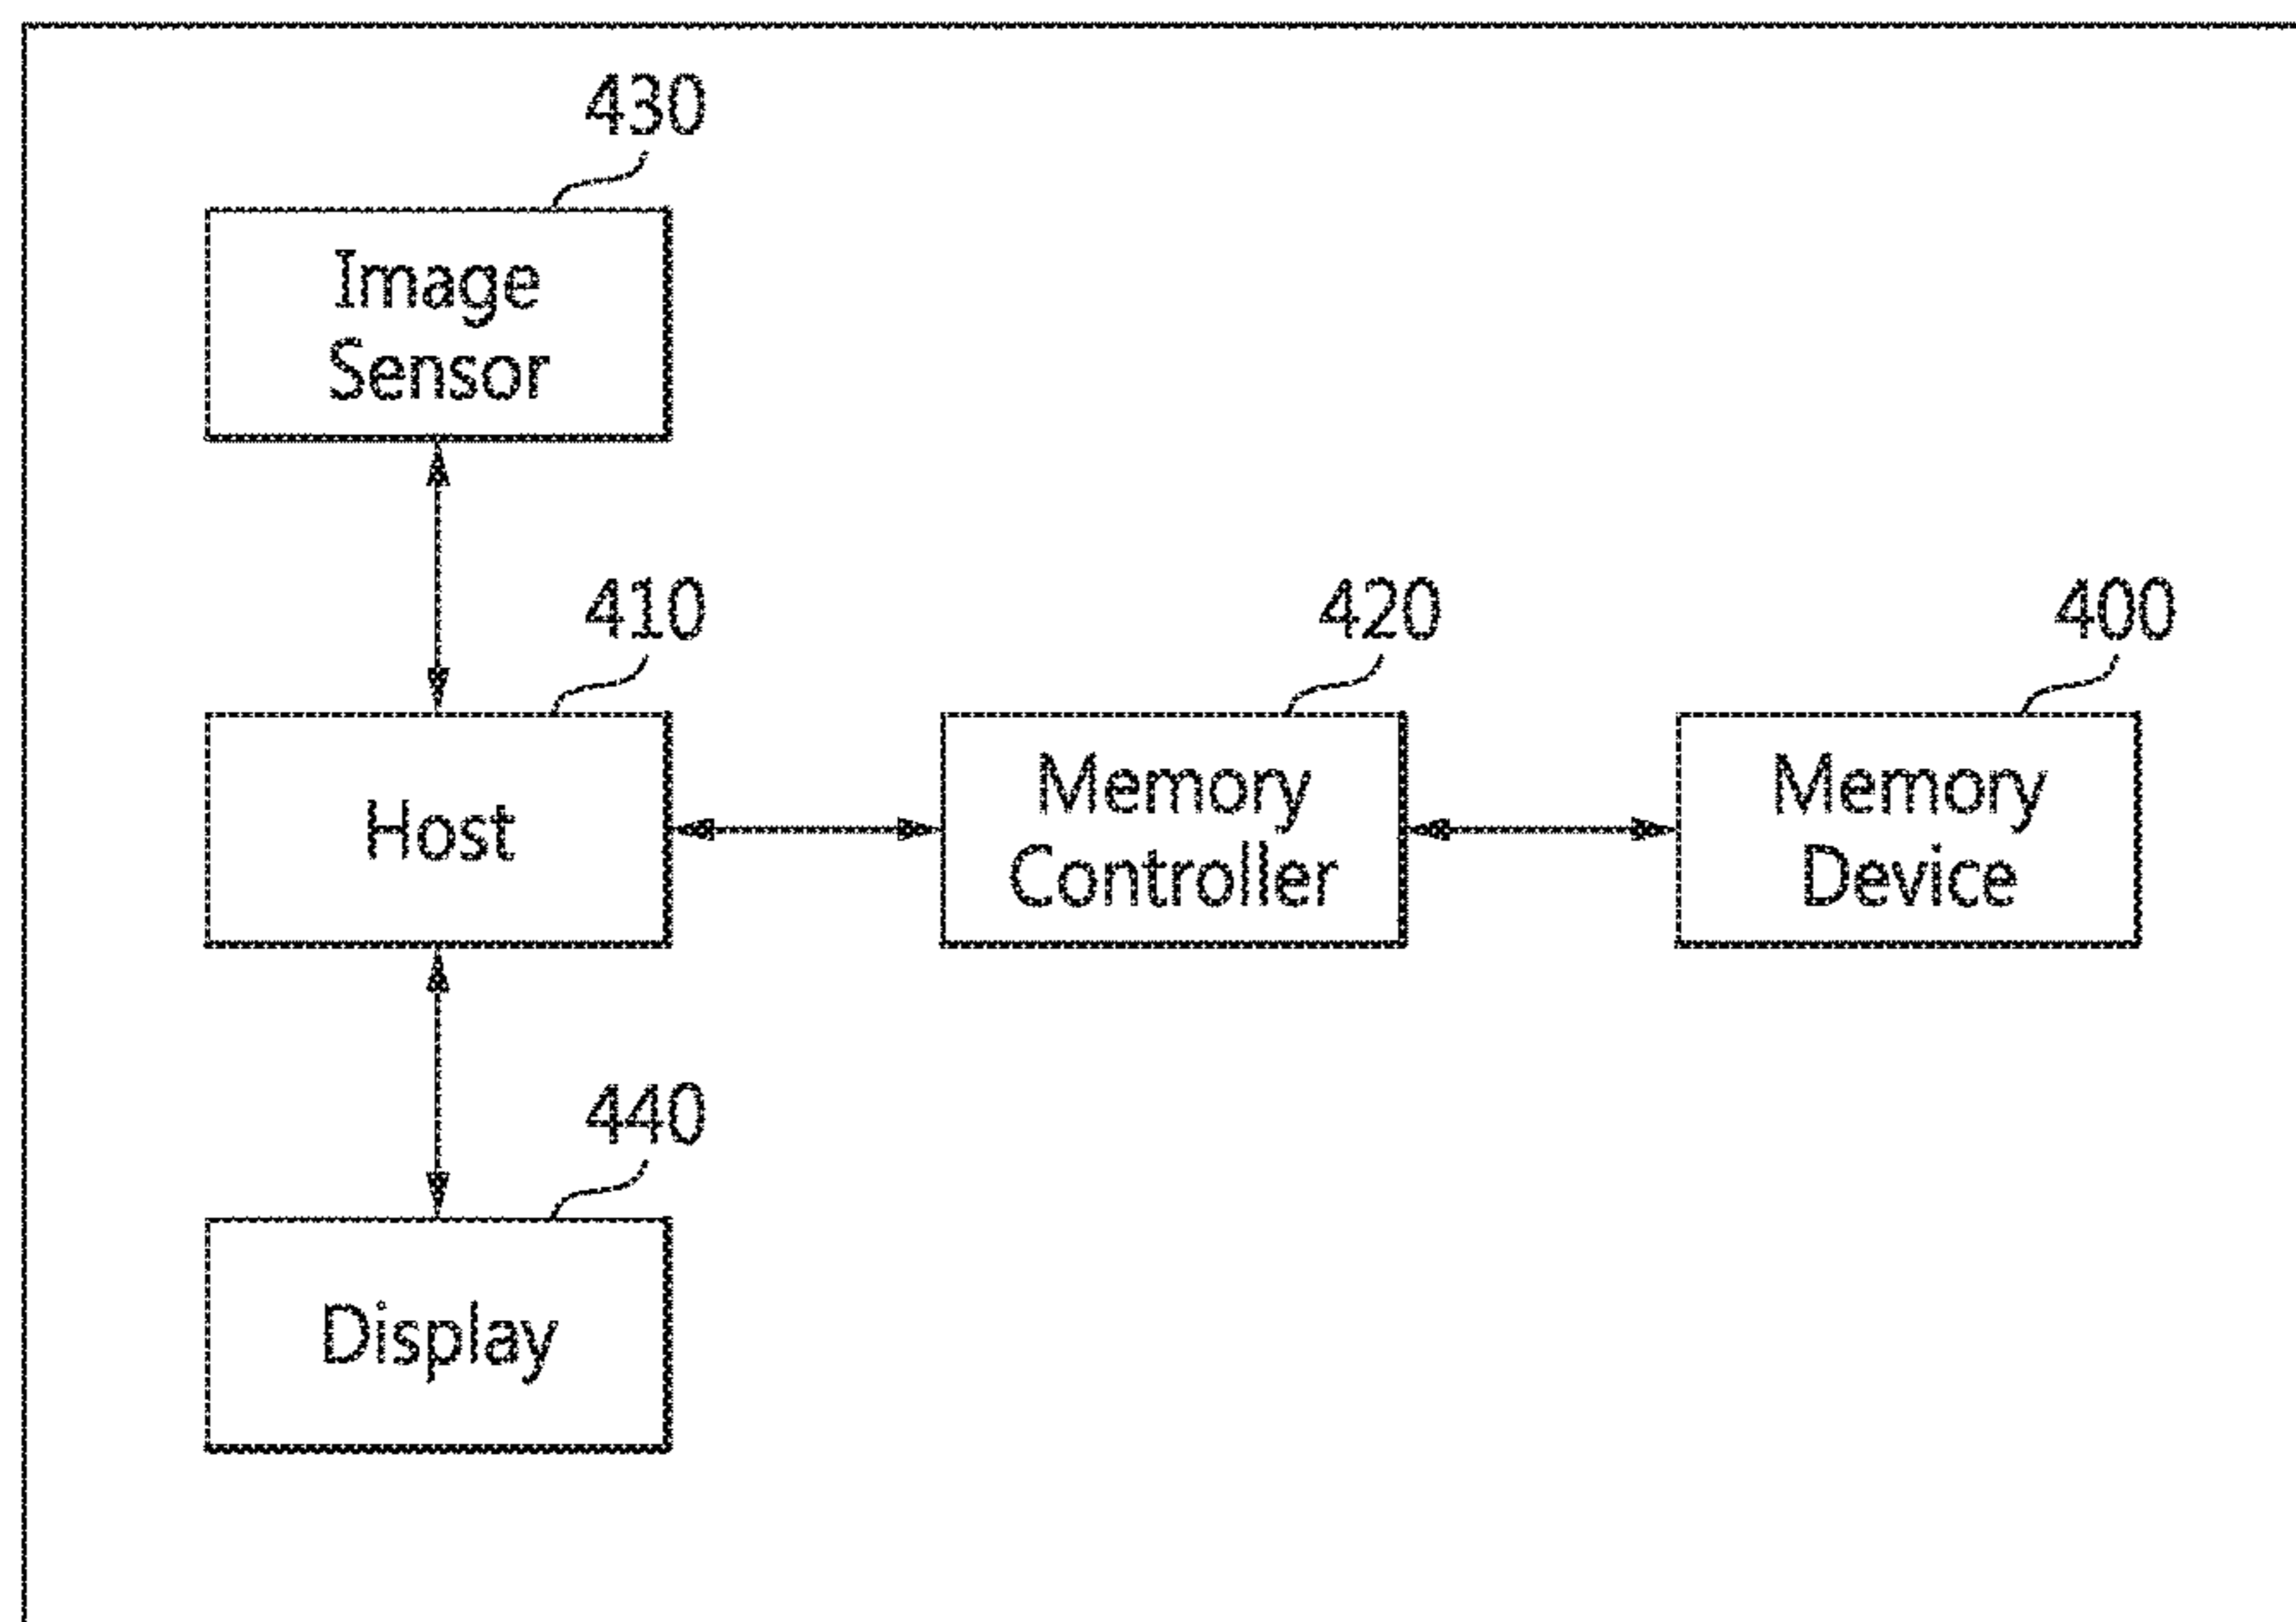 430
Image
Sensor
410
420
400
Host
Memory
Controller
Memory
Device
440
Display